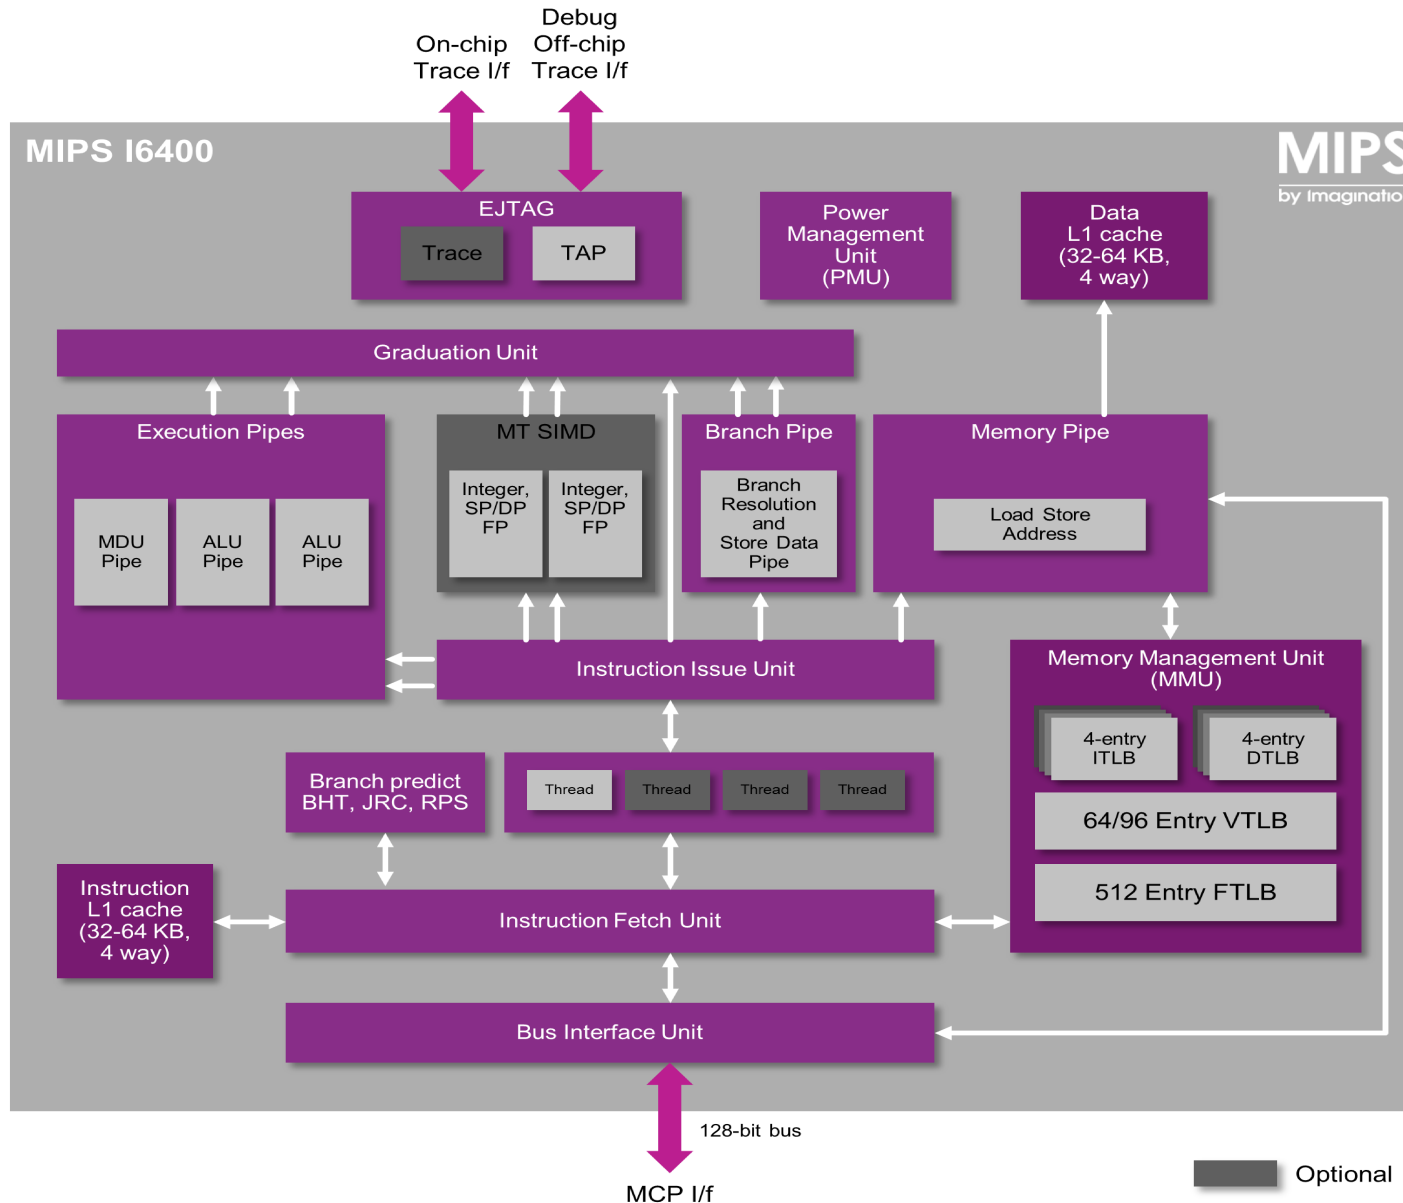 On-chip
Trace I/f
Debug
Off-chip
Trace I/f
MIPS I6400
MIPS
by Imaginatio
EJTAG
Trace
TAP
Power
Management
Unit
(PMU)
Data
L1 cache
(32-64 KB,
4 way)
Graduation Unit
Execution Pipes
MDU
Pipe
ALU
Pipe
ALU
Pipe
MT SIMD
Integer,
SP/DP
FP
Integer,
SP/DP
FP
Branch Pipe
Branch
Resolution
and
Store Data
Pipe
Memory Pipe
Load Store
Address
Instruction Issue Unit
Memory Management Unit
(MMU)
4-entry
ITLB
4-entry
DTLB
64/96 Entry VTLB
512 Entry FTLB
Branch predict
BHT, JRC, RPS
Thread
Thread
Thread
Thread
Instruction
L1 cache
(32-64 KB,
4 way)
Instruction Fetch Unit
Bus Interface Unit
128-bit bus
MCP I/f
Optional